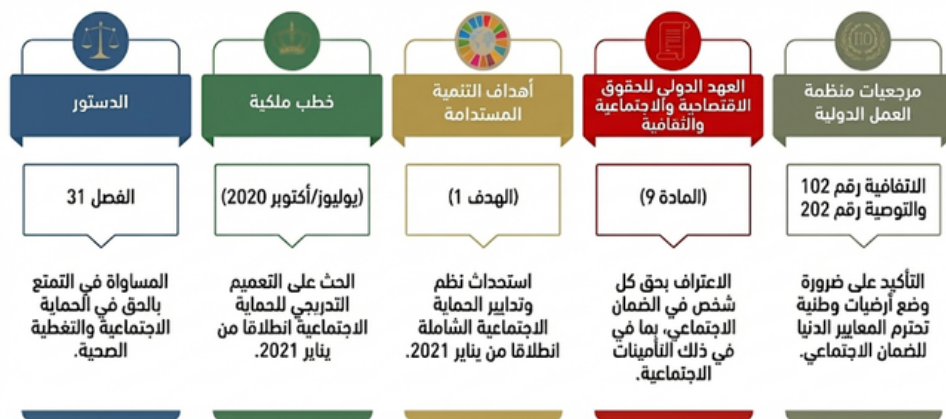 مرجعيات منظمة
العمل الدولية
الاتفاقية رقم 102
والتوصية رقم 202
التأكيد على ضرورة
وضع أرضيات وطنية
تحترم المعايير الدنيا
للضمان الاجتماعي.
العهد الدولي للحقوق
الاقتصادية والاجتماعية
والثقافية
(المادة 9)
الاعتراف بحق كل
شخص في الضمان
الاجتماعي، بما في
في ذلك التأمينات
الاجتماعية.
أهداف التنمية
المستدامة
(الهدف 1)
استحداث نظم
وتدابير الحماية
الاجتماعية الشاملة
انطلاقا من يناير 2021.
خطب ملكية
(يوليوز/أكتوبر 2020)
الحث على التعميم
التدريجي للحماية
الاجتماعية انطلاقا من
يناير 2021.
الدستور
الفصل 31
المساواة في التمتع
بالحق في الحماية
الاجتماعية والتغطية
الصحية.